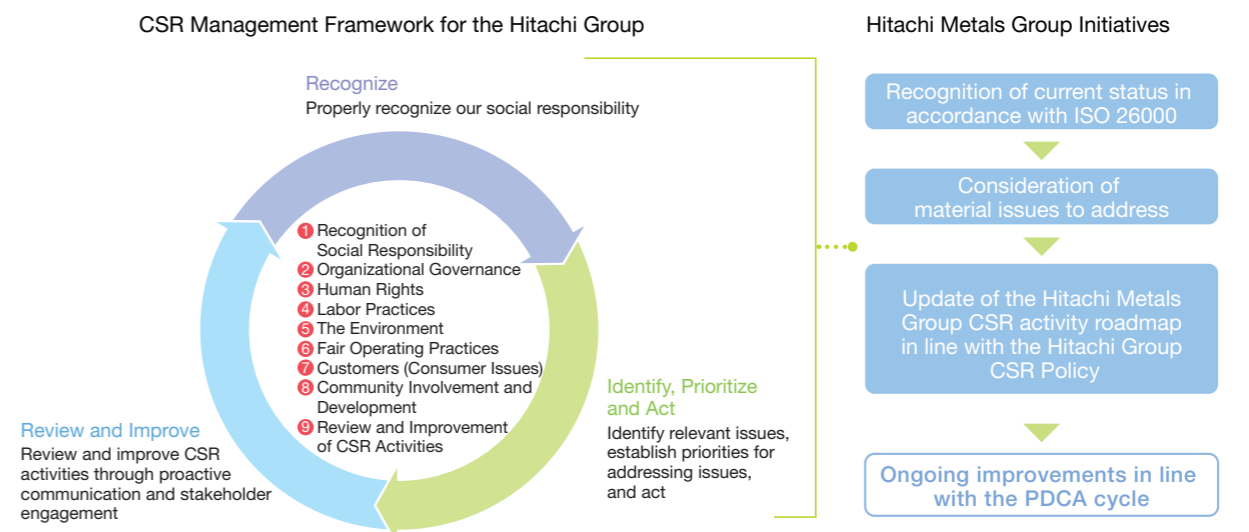 CSR Management Framework for the Hitachi Group
Recognize
Properly recognize our social responsibility
1 Recognition of
Social Responsibility
2 Organizational Governance
3 Human Rights
4 Labor Practices
5 The Environment
6 Fair Operating Practices
7 Customers (Consumer Issues)
8 Community Involvement and
Development
9 Review and Improvement
of CSR Activities
Identify, Prioritize
and Act
Identify relevant issues,
establish priorities for
addressing issues,
and act
Review and Improve
Review and improve CSR
activities through proactive
communication and stakeholder
engagement
Hitachi Metals Group Initiatives
Recognition of current status in
accordance with ISO 26000
Consideration of
material issues to address
Update of the Hitachi Metals
Group CSR activity roadmap
in line with the Hitachi Group
CSR Policy
Ongoing improvements in line
with the PDCA cycle